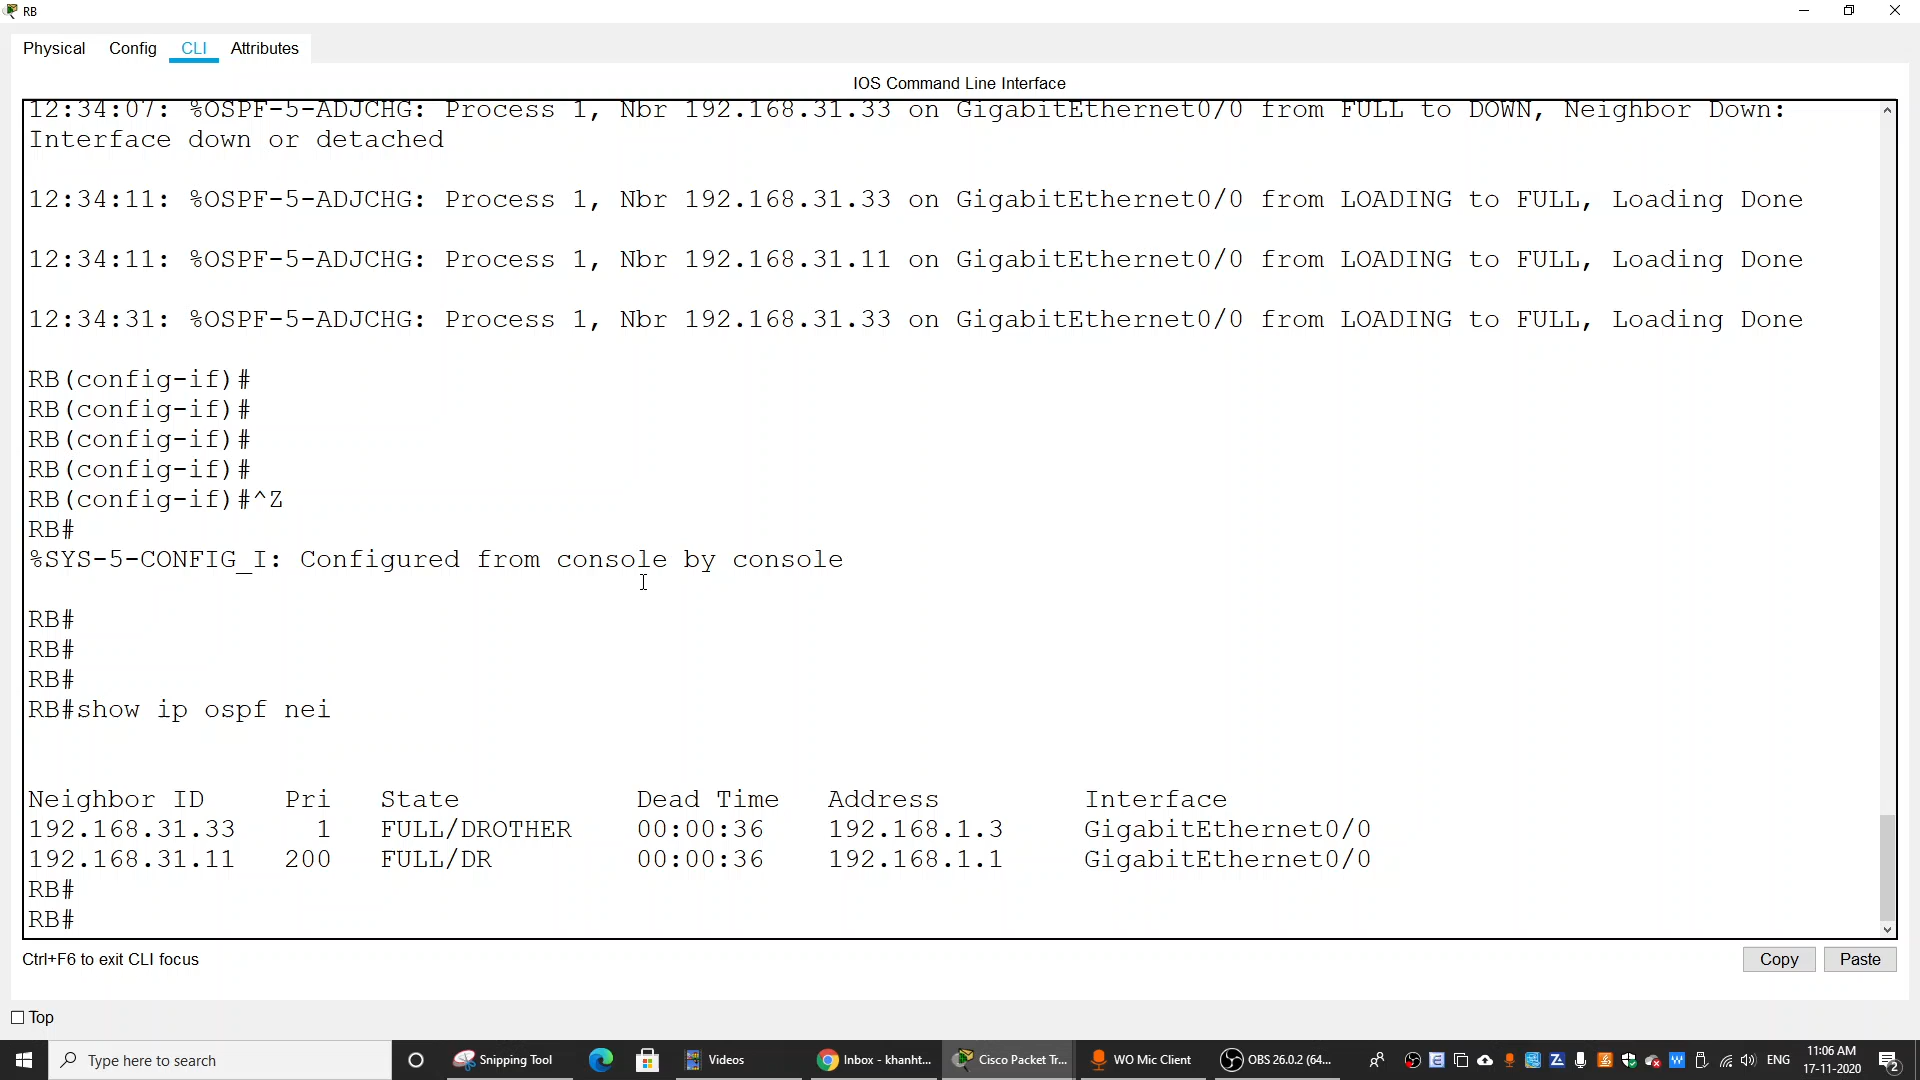 RB
Physical Config CLI Attributes
IOS Command Line Interface
12:34:07: %OSPF-5-ADJCHG: Process 1, Nbr 192.168.31.33 on GigabitEthernet0/0 from FULL to DOWN, Neighbor Down:
Interface down or detached
12:34:11: %OSPF-5-ADJCHG: Process 1, Nbr 192.168.31.33 on GigabitEthernet0/0 from LOADING to FULL, Loading Done
12:34:11: %OSPF-5-ADJCHG: Process 1, Nbr 192.168.31.11 on GigabitEthernet0/0 from LOADING to FULL, Loading Done
12:34:31: %OSPF-5-ADJCHG: Process 1, Nbr 192.168.31.33 on GigabitEthernet0/0 from LOADING to FULL, Loading Done
RB(config-if)#
RB(config-if)#
RB(config-if)#
RB(config-if)#
RB(config-if)#^Z
RB#
%SYS-5-CONFIG_I: Configured from console by console
RB#
RB#
RB#
RB#show ip ospf nei
Neighbor ID Pri State Dead Time Address Interface
192.168.31.33 1 FULL/DROTHER 00:00:36 192.168.1.3 GigabitEthernet0/0
192.168.31.11 200 FULL/DR 00:00:36 192.168.1.1 GigabitEthernet0/0
RB#
RB#
Ctrl+F6 to exit CLI focus Copy Paste
Top
Type here to search Snipping Tool Videos Inbox - khanht... Cisco Packet Tr... WO Mic Client OBS 26.0.2 (64... ENG 11:06 AM
17-11-2020 2